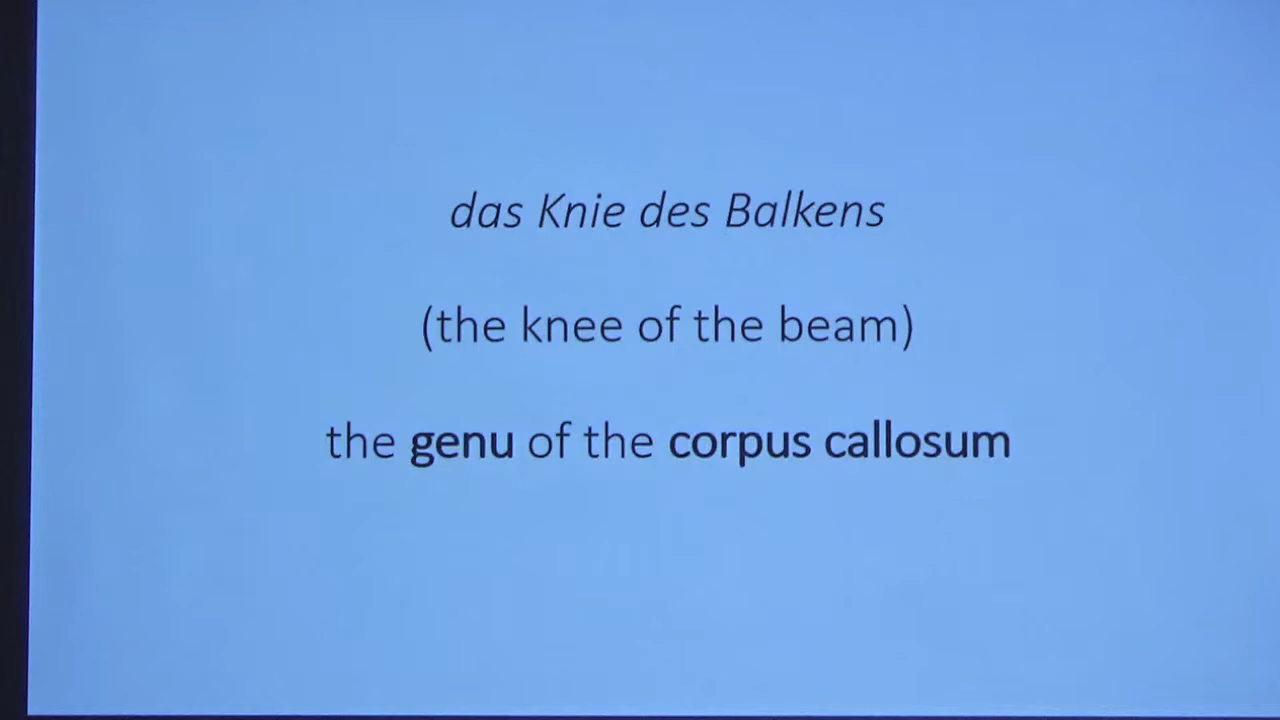 das Knie des Balkens
(the knee of the beam)
the genu of the corpus callosum